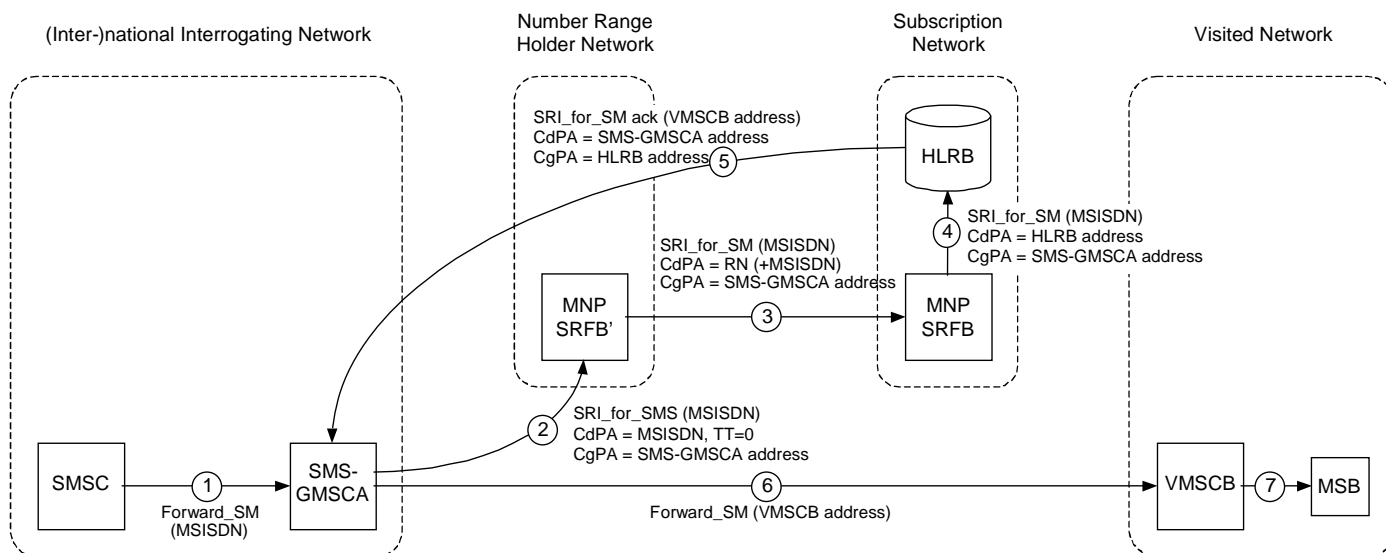 (Inter-)national Interrogating Network
Number Range
Holder Network
Subscription
Network
Visited Network
SRI_for_SM ack (VMSCB address)
CdPA = SMS-GMSCA address
CgPA = HLRB address
5
HLRB
SRI_for_SM (MSISDN)
CdPA = HLRB address
CgPA = SMS-GMSCA address
4
SRI_for_SM (MSISDN)
CdPA = RN (+MSISDN)
CgPA = SMS-GMSCA address
MNP
SRFB’
3
MNP
SRFB
2
SRI_for_SMS (MSISDN)
CdPA = MSISDN, TT=0
CgPA = SMS-GMSCA address
SMSC
1
Forward_SM
(MSISDN)
SMS-
GMSCA
6
Forward_SM (VMSCB address)
VMSCB
7
MSB